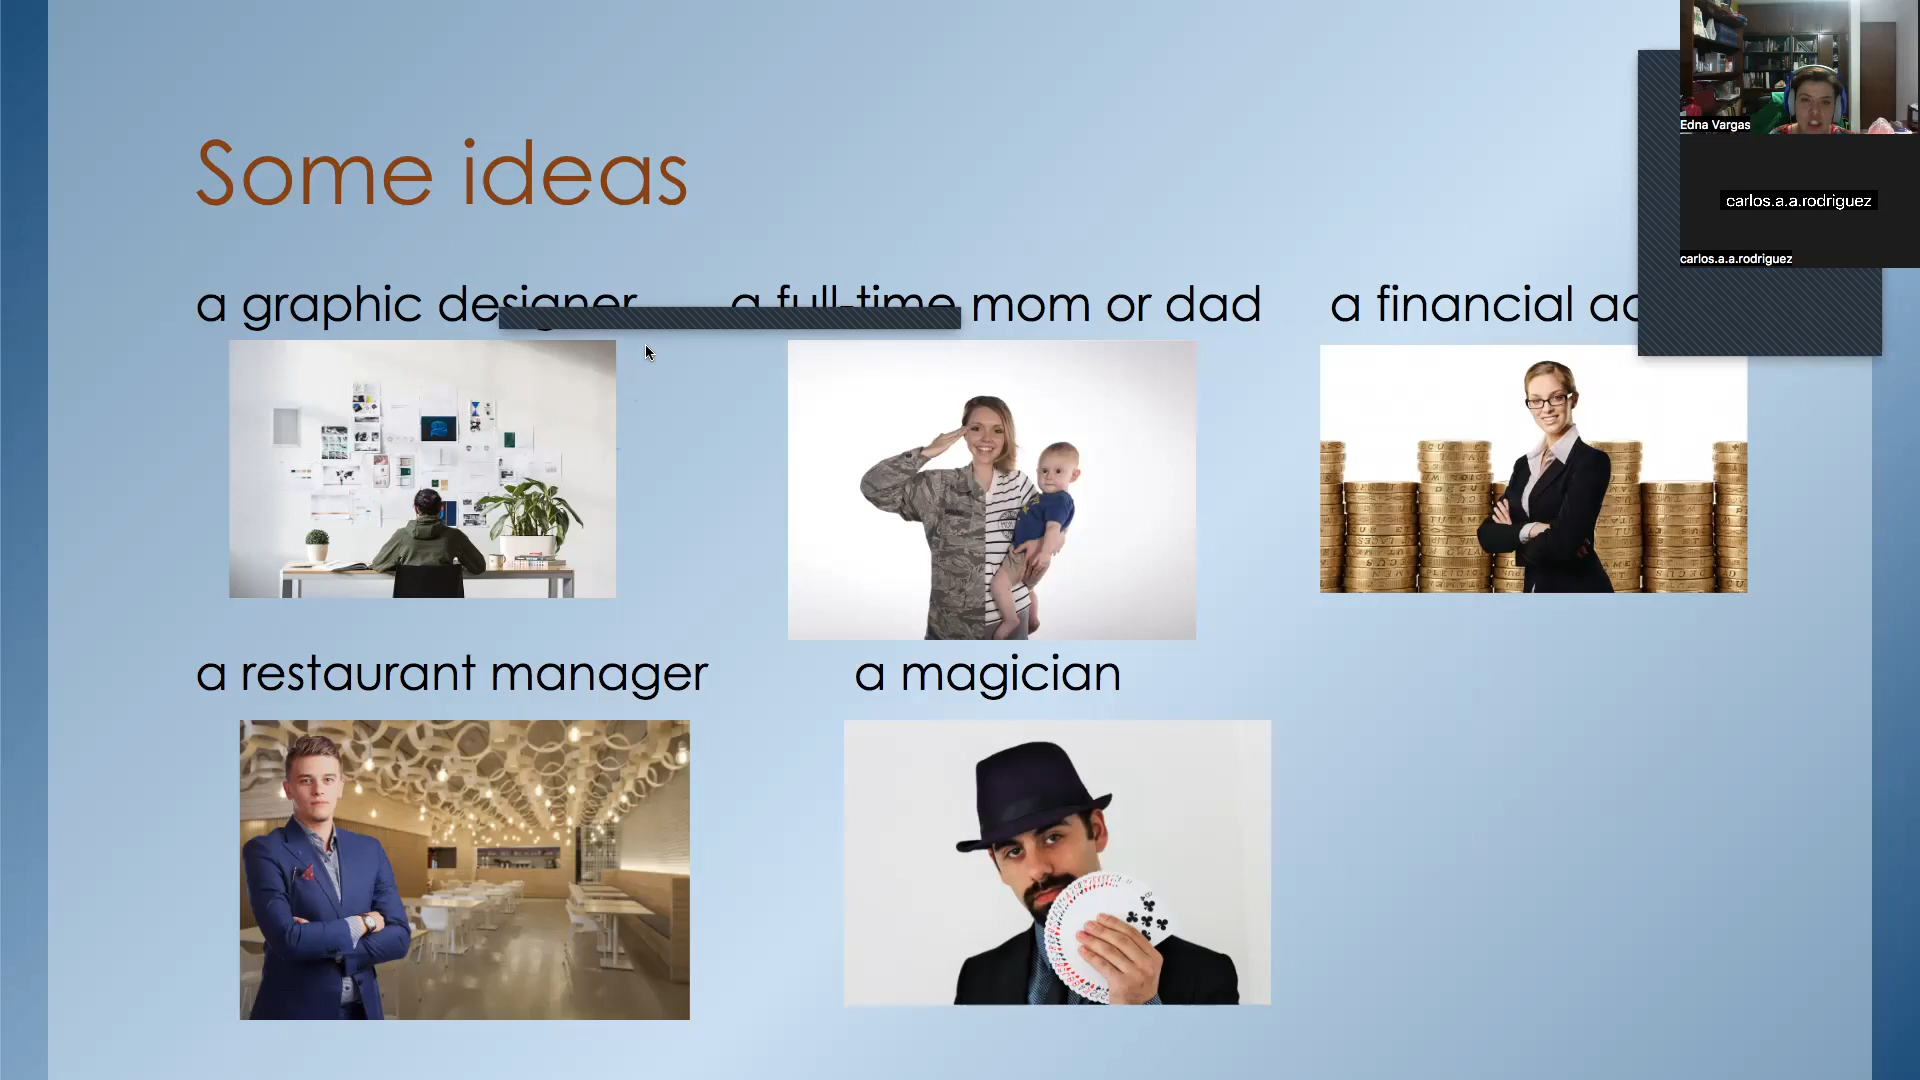 Some ideas
a graphic designer a full-time mom or dad a financial
a restaurant manager a magician
Edna Vargas
carlos.a.a.rodriguez
carlos.a.a.rodriguez